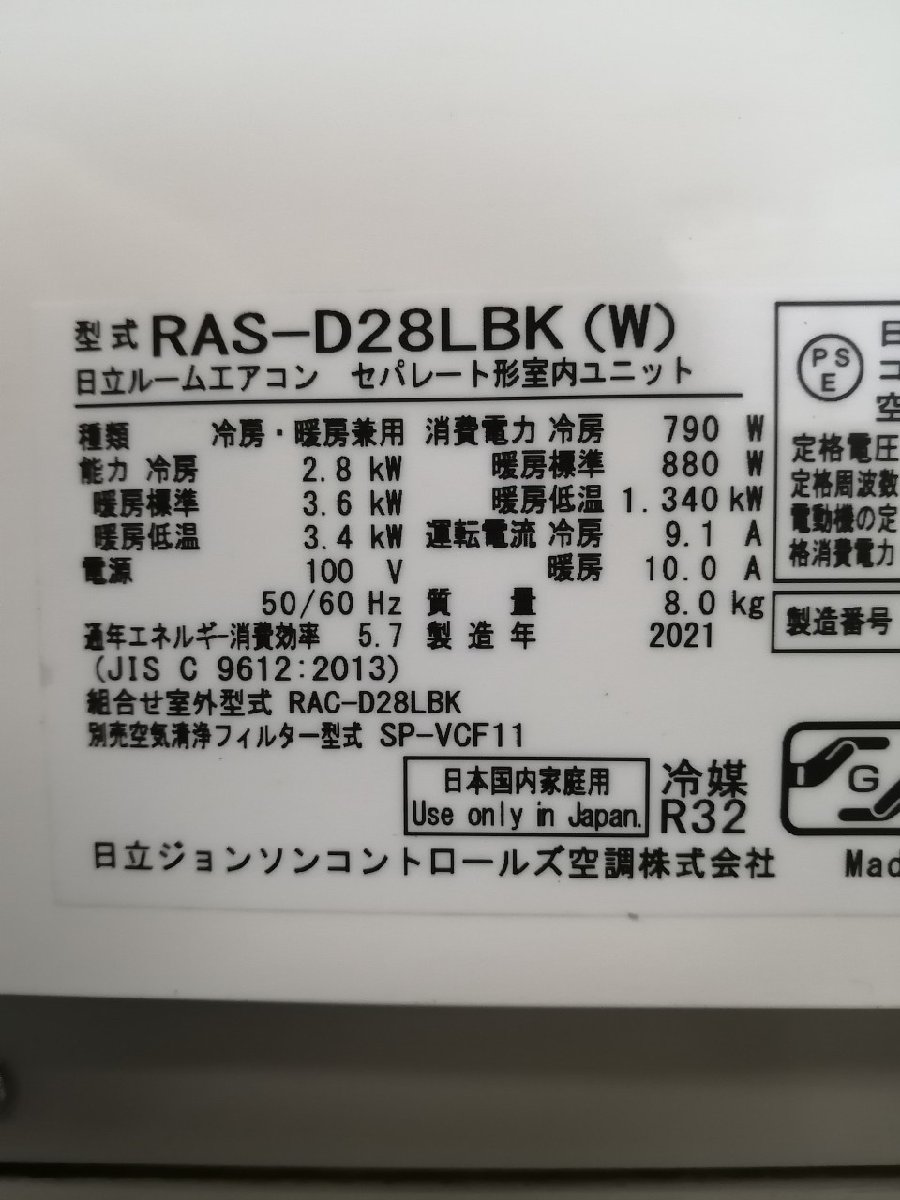 型式 RAS-D28LBK(W)
日立ルームエアコン セパレート形室内ユニット
種類 冷房・暖房兼用
能力 冷房 2.8 kW
暖房標準 3.6 kW
暖房低温 3.4 kW
電源 100 V
50/60 Hz
通年エネルギー消費効率 5.7
(JIS C 9612:2013)
消費電力 冷房 790 W
暖房標準 880 W
暖房低温 1.340 kW
運転電流 冷房 9.1 A
暖房 10.0 A
質量 8.0 kg
製造年 2021
組合せ室外型式 RAC-D28LBK
別売空気清浄フィルター型式 SP-VCF11
日本国内家庭用
Use only in Japan.
冷媒
R32
日立ジョンソンコントロールズ空調株式会社
PS
E
日
コ
空
定格電圧
定格周波数
電動機の定
格消費電力
製造番号
G
Mad